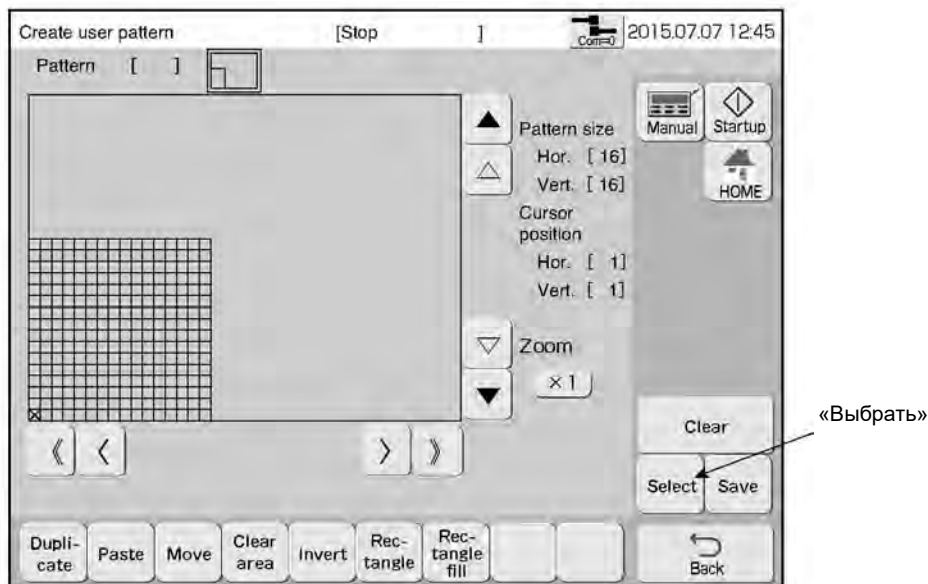 Create user pattern [Stop ] Com=0 2015.07.07 12:45
Pattern [ ]
Manual Startup
HOME
Pattern size
Hor. [ 16]
Vert. [ 16]
Cursor
position
Hor. [ 1]
Vert. [ 1]
Zoom
×1
Clear
«Выбрать»
Select Save
Dupli-
cate
Paste
Move
Clear
area
Invert
Rec-
tangle
Rec-
tangle
fill
Back